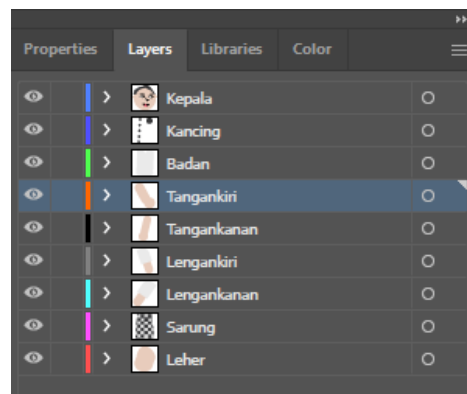 Properties Layers Libraries Color
Kepala
Kancing
Badan
Tangankiri
Tangankanan
Lengankiri
Lengankanan
Sarung
Leher